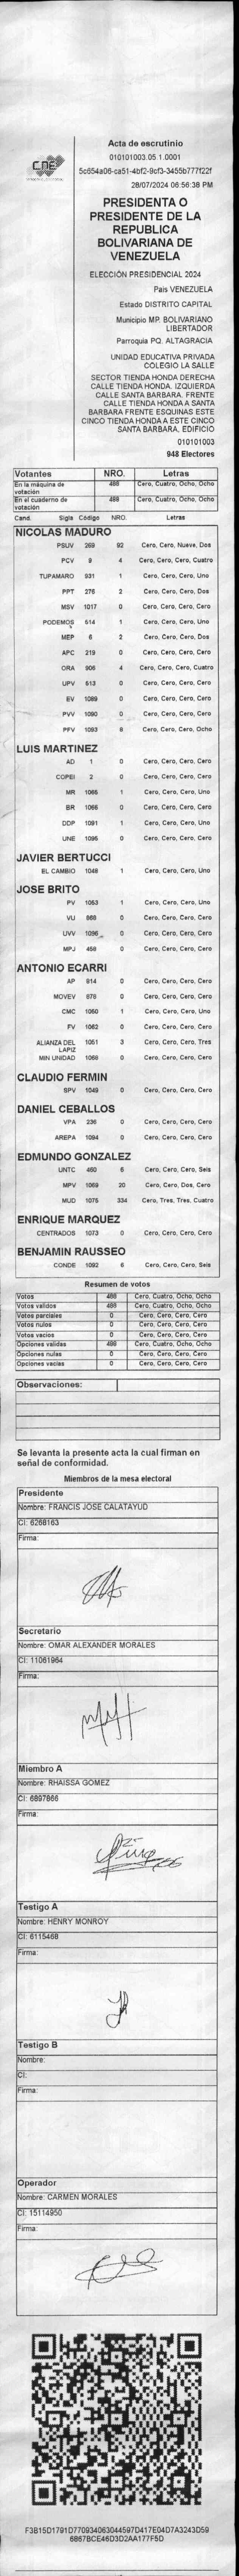 CNE
Acta de escrutinio
010101003.05.1.0001
5c654a06-ca51-4bf2-9cf3-3455b777f22f
28/07/2024 06:56:38 PM
PRESIDENTA O
PRESIDENTE DE LA
REPUBLICA
BOLIVARIANA DE
VENEZUELA
ELECCIÓN PRESIDENCIAL 2024
Pais VENEZUELA
Estado DISTRITO CAPITAL
Municipio MP. BOLIVARIANO
LIBERTADOR
Parroquia PQ. ALTAGRACIA
UNIDAD EDUCATIVA PRIVADA
COLEGIO LA SALLE
SECTOR TIENDA HONDA DERECHA
CALLE TIENDA HONDA. IZQUIERDA
CALLE SANTA BARBARA. FRENTE
CALLE TIENDA HONDA A SANTA
BARBARA FRENTE ESQUINAS ESTE
CINCO TIENDA HONDA A ESTE CINCO
SANTA BARBARA. EDIFICIO
010101003
948 Electores
Votantes NRO. Letras
En la máquina de votación 488 Cero, Cuatro, Ocho, Ocho
En el cuaderno de votación 488 Cero, Cuatro, Ocho, Ocho
Cand. Sigla Código NRO. Letras
NICOLAS MADURO
PSUV 269 92 Cero, Cero, Nueve, Dos
PCV 9 4 Cero, Cero, Cero, Cuatro
TUPAMARO 931 1 Cero, Cero, Cero, Uno
PPT 276 2 Cero, Cero, Cero, Dos
MSV 1017 0 Cero, Cero, Cero, Cero
PODEMOS 514 1 Cero, Cero, Cero, Uno
MEP 6 2 Cero, Cero, Cero, Dos
APC 219 0 Cero, Cero, Cero, Cero
ORA 906 4 Cero, Cero, Cero, Cuatro
UPV 513 0 Cero, Cero, Cero, Cero
EV 1089 0 Cero, Cero, Cero, Cero
PVV 1090 0 Cero, Cero, Cero, Cero
PFV 1093 8 Cero, Cero, Cero, Ocho
LUIS MARTINEZ
AD 1 0 Cero, Cero, Cero, Cero
COPEI 2 0 Cero, Cero, Cero, Cero
MR 1065 1 Cero, Cero, Cero, Uno
BR 1066 0 Cero, Cero, Cero, Cero
DDP 1091 1 Cero, Cero, Cero, Uno
UNE 1095 0 Cero, Cero, Cero, Cero
JAVIER BERTUCCI
EL CAMBIO 1048 1 Cero, Cero, Cero, Uno
JOSE BRITO
PV 1053 1 Cero, Cero, Cero, Uno
VU 868 0 Cero, Cero, Cero, Cero
UVV 1096 0 Cero, Cero, Cero, Cero
MPJ 458 0 Cero, Cero, Cero, Cero
ANTONIO ECARRI
AP 914 0 Cero, Cero, Cero, Cero
MOVEV 878 0 Cero, Cero, Cero, Cero
CMC 1050 1 Cero, Cero, Cero, Uno
FV 1062 0 Cero, Cero, Cero, Cero
ALIANZA DEL LAPIZ 1051 3 Cero, Cero, Cero, Tres
MIN UNIDAD 1068 0 Cero, Cero, Cero, Cero
CLAUDIO FERMIN
SPV 1049 0 Cero, Cero, Cero, Cero
DANIEL CEBALLOS
VPA 236 0 Cero, Cero, Cero, Cero
AREPA 1094 0 Cero, Cero, Cero, Cero
EDMUNDO GONZALEZ
UNTC 460 6 Cero, Cero, Cero, Seis
MPV 1069 20 Cero, Cero, Dos, Cero
MUD 1075 334 Cero, Tres, Tres, Cuatro
ENRIQUE MARQUEZ
CENTRADOS 1073 0 Cero, Cero, Cero, Cero
BENJAMIN RAUSSEO
CONDE 1092 6 Cero, Cero, Cero, Seis
Resumen de votos
Votos 488 Cero, Cuatro, Ocho, Ocho
Votos validos 488 Cero, Cuatro, Ocho, Ocho
Votos parciales 0 Cero, Cero, Cero, Cero
Votos nulos 0 Cero, Cero, Cero, Cero
Votos vacios 0 Cero, Cero, Cero, Cero
Opciones validas 488 Cero, Cuatro, Ocho, Ocho
Opciones nulas 0 Cero, Cero, Cero, Cero
Opciones vacias 0 Cero, Cero, Cero, Cero
Observaciones:
Se levanta la presente acta la cual firman en
señal de conformidad.
Miembros de la mesa electoral
Presidente
Nombre: FRANCIS JOSE CALATAYUD
CI: 6268163
Firma:
Secretario
Nombre: OMAR ALEXANDER MORALES
CI: 11061964
Firma:
Miembro A
Nombre: RHAISSA GOMEZ
CI: 6897866
Firma:
Testigo A
Nombre: HENRY MONROY
CI: 6115468
Firma:
Testigo B
Nombre:
CI:
Firma:
Operador
Nombre: CARMEN MORALES
CI: 15114950
Firma:
F3B15D1791D770934063044597D417E04D7A3243D59
6867BCE46D3D2AA177F5D